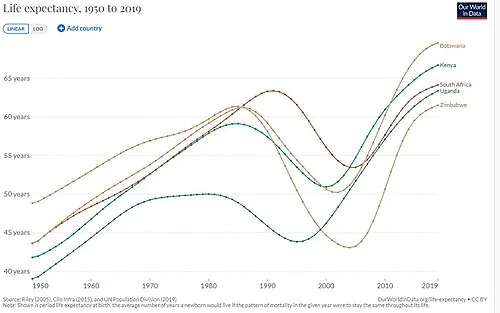 Life expectancy, 1950 to 2019
Our World
in Data
LINEAR LOG Add country
65 years
60 years
55 years
50 years
45 years
40 years
Botswana
Kenya
South Africa
Uganda
Zimbabwe
1950 1960 1970 1980 1990 2000 2010 2019
Source: Riley (2005), Clio Infra (2015), and UN Population Division (2019) OurWorldInData.org/life-expectancy • CC BY
Note: Shown is period life expectancy at birth, the average number of years a newborn would live if the pattern of mortality in the given year were to stay the same throughout its life.